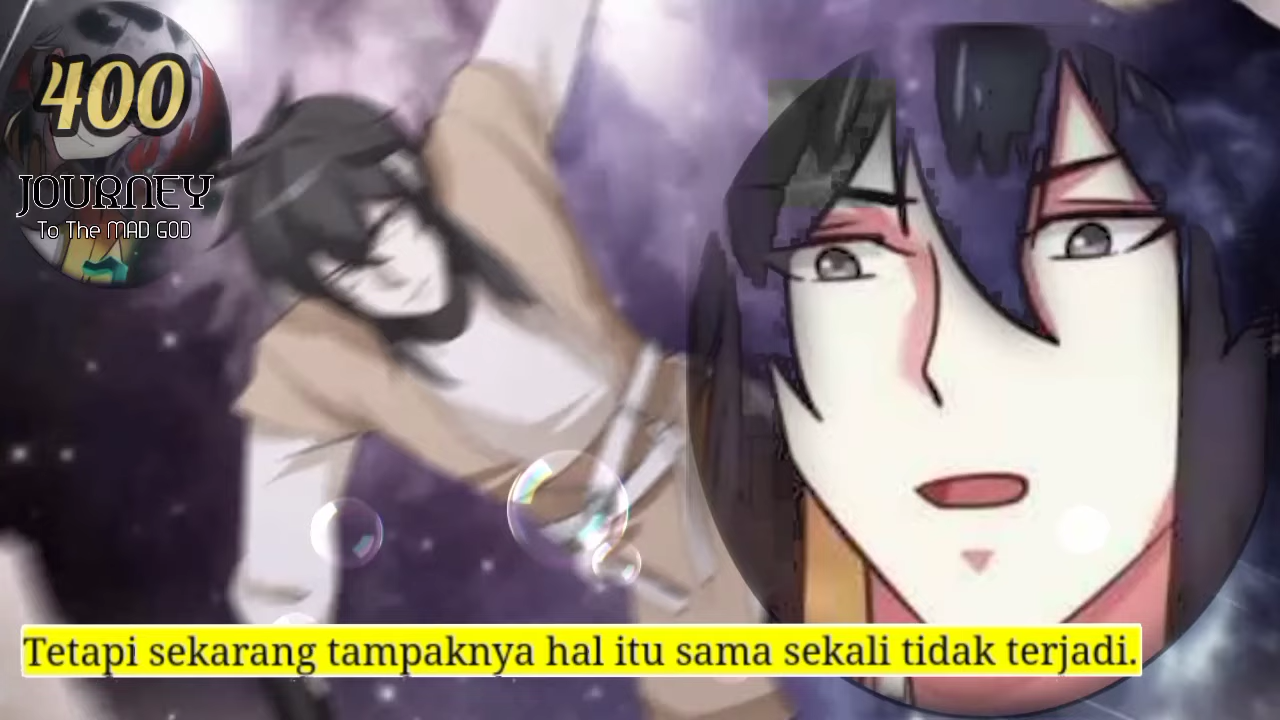 400
JOURNEY
To The MAD GOD
Tetapi sekarang tampaknya hal itu sama sekali tidak terjadi.